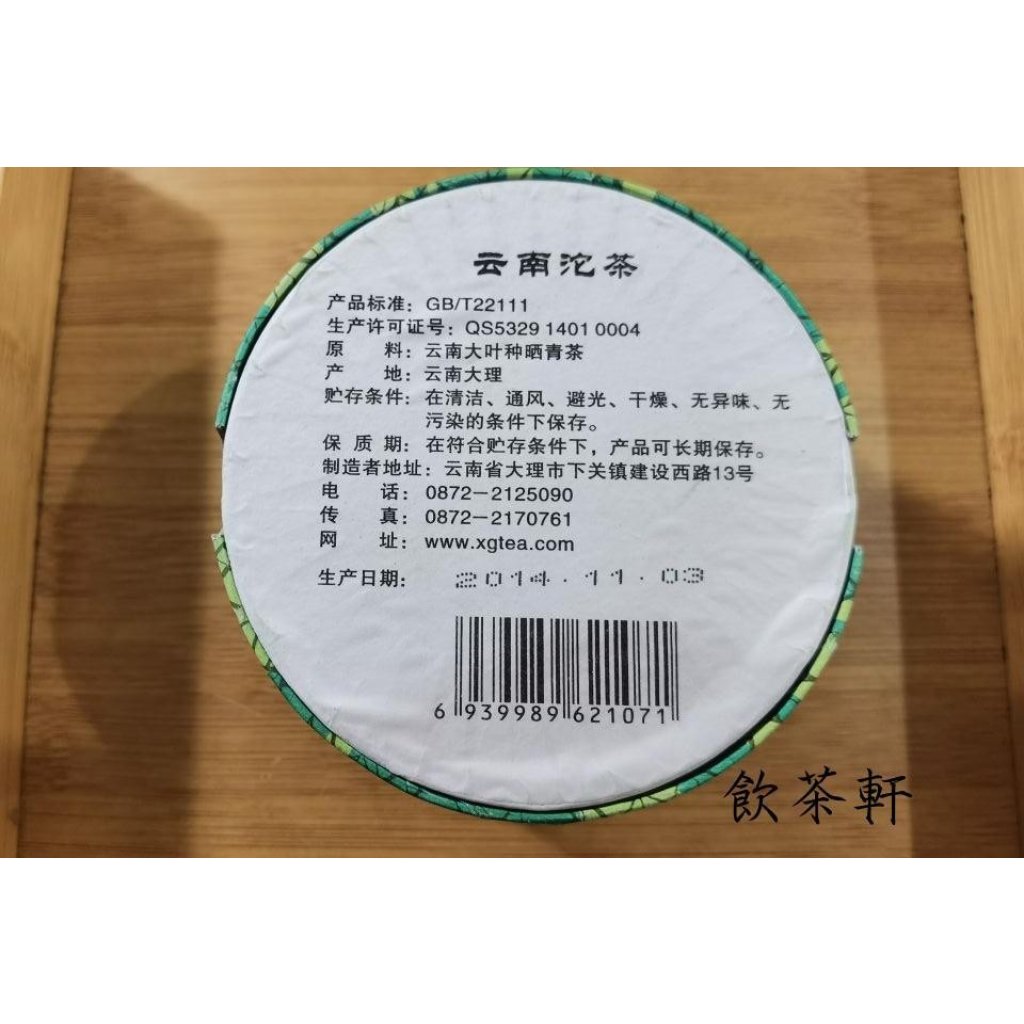 云南沱茶
产品标准：GB/T22111
生产许可证号：QS5329 1401 0004
原　　料：云南大叶种晒青茶
产　　地：云南大理
贮存条件：在清洁、通风、避光、干燥、无异味、无
污染的条件下保存。
保 质 期：在符合贮存条件下，产品可长期保存。
制造者地址：云南省大理市下关镇建设西路13号
电　　话：0872－2125090
传　　真：0872－2170761
网　　址：www.xgtea.com
生产日期：2014.11.03
6 939989 621071
飲茶軒